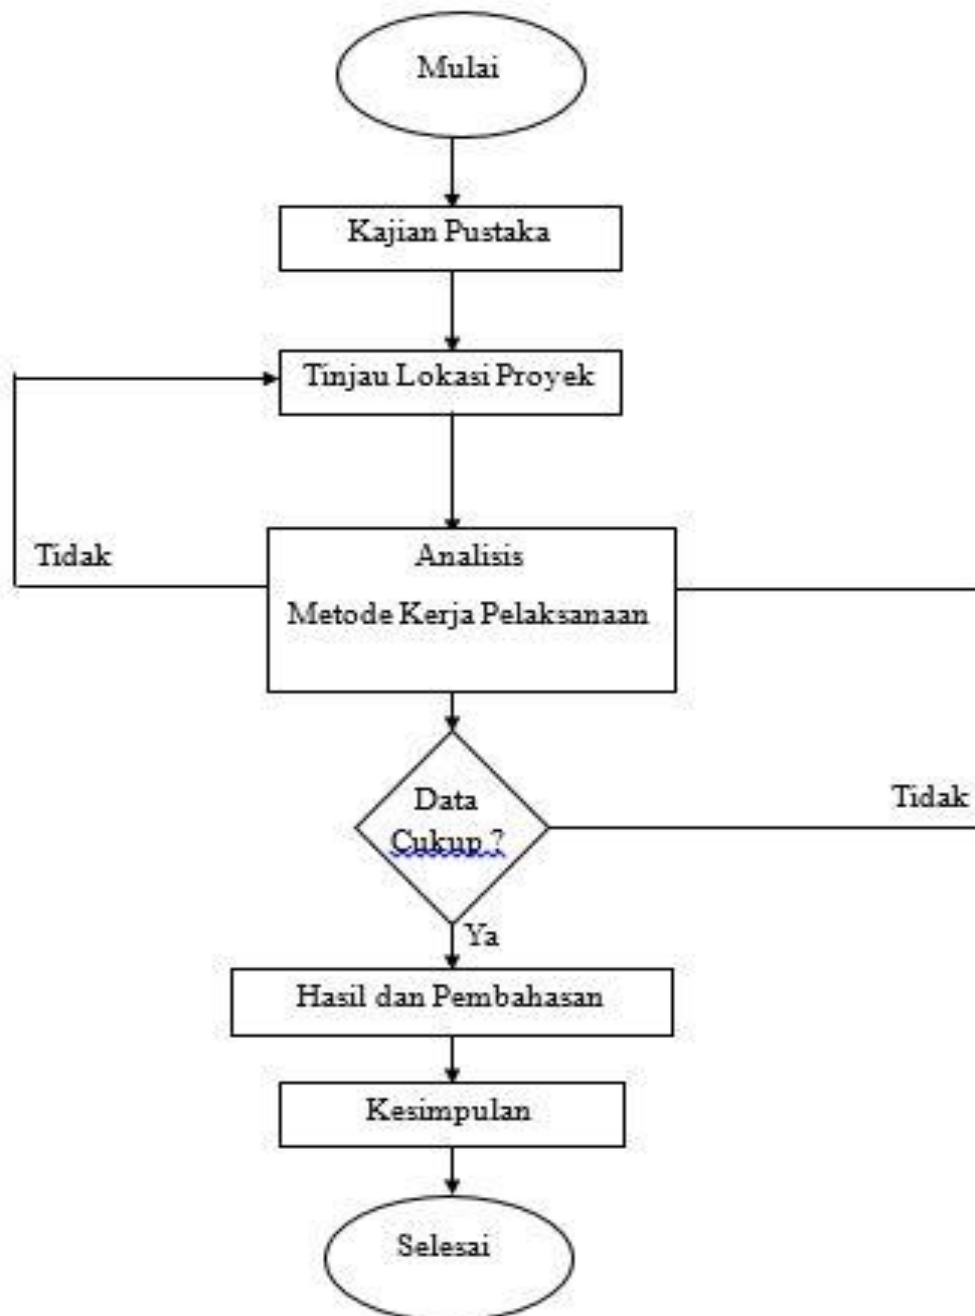 Mulai
Kajian Pustaka
Tinjau Lokasi Proyek
Tidak
Analisis
Metode Kerja Pelaksanaan
Data
Cukup ?
Tidak
Ya
Hasil dan Pembahasan
Kesimpulan
Selesai